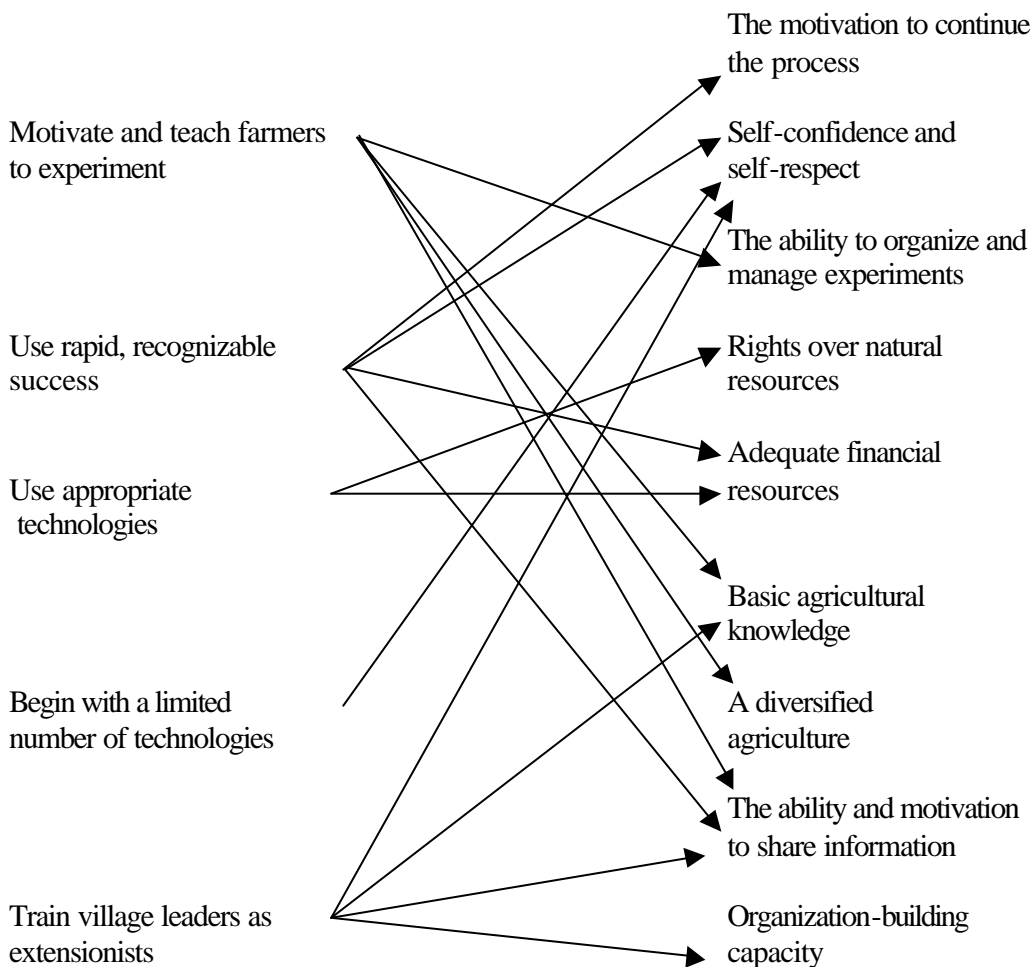 The motivation to continue
the process
Motivate and teach farmers
to experiment
Self-confidence and
self-respect
The ability to organize and
manage experiments
Use rapid, recognizable
success
Rights over natural
resources
Adequate financial
resources
Use appropriate
technologies
Basic agricultural
knowledge
Begin with a limited
number of technologies
A diversified
agriculture
The ability and motivation
to share information
Train village leaders as
extensionists
Organization-building
capacity